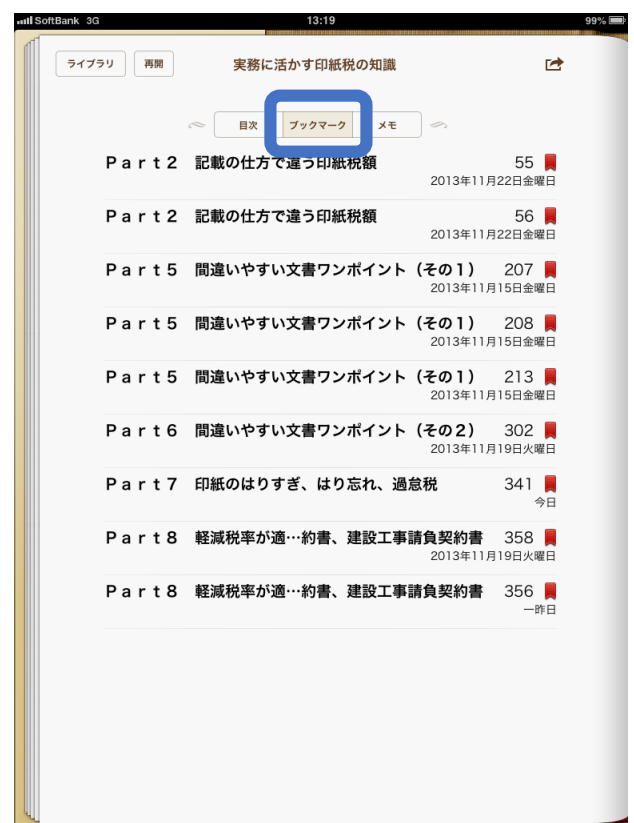 SoftBank 3G 13:19 99%
ライブラリ 再開 実務に活かす印紙税の知識
目次 ブックマーク メモ
Part2 記載の仕方で違う印紙税額 55
2013年11月22日金曜日
Part2 記載の仕方で違う印紙税額 56
2013年11月22日金曜日
Part5 間違いやすい文書ワンポイント（その1） 207
2013年11月15日金曜日
Part5 間違いやすい文書ワンポイント（その1） 208
2013年11月15日金曜日
Part5 間違いやすい文書ワンポイント（その1） 213
2013年11月15日金曜日
Part6 間違いやすい文書ワンポイント（その2） 302
2013年11月19日火曜日
Part7 印紙のはりすぎ、はり忘れ、過怠税 341
今日
Part8 軽減税率が適…約書、建設工事請負契約書 358
2013年11月19日火曜日
Part8 軽減税率が適…約書、建設工事請負契約書 356
一昨日